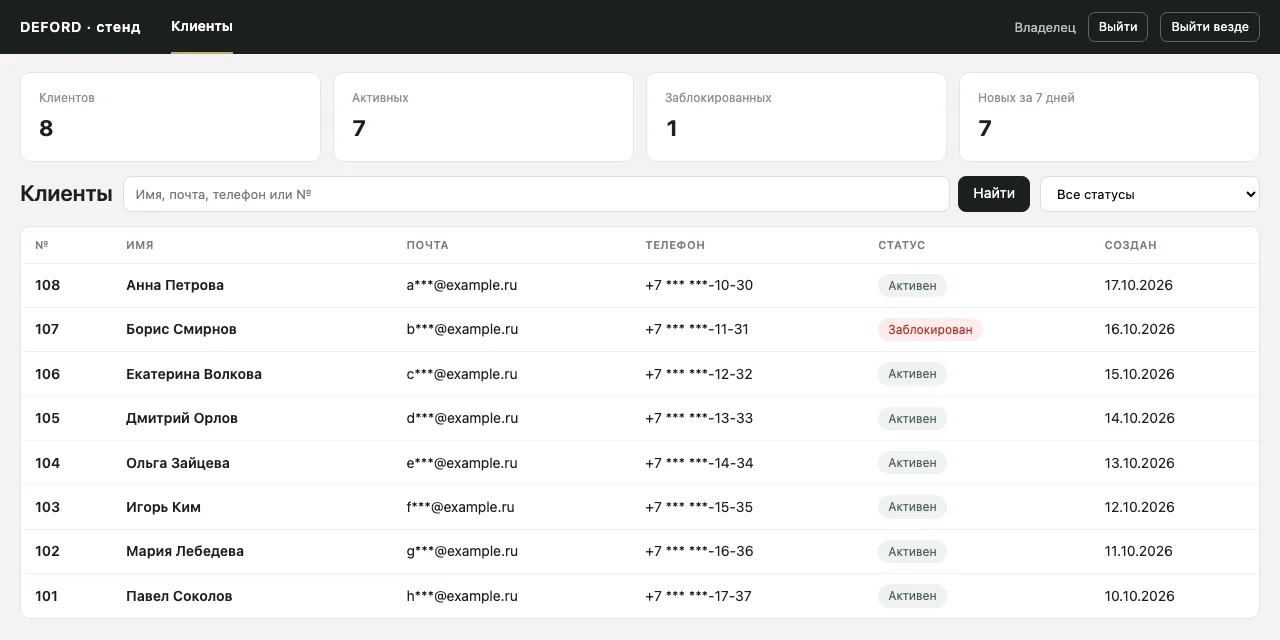 DEFORD · стенд Клиенты Владелец Выйти Выйти везде
Клиентов Активных Заблокированных Новых за 7 дней
8 7 1 7
Клиенты Имя, почта, телефон или № Найти Все статусы
№ ИМЯ ПОЧТА ТЕЛЕФОН СТАТУС СОЗДАН
108 Анна Петрова a***@example.ru +7 *** ***-10-30 Активен 17.10.2026
107 Борис Смирнов b***@example.ru +7 *** ***-11-31 Заблокирован 16.10.2026
106 Екатерина Волкова c***@example.ru +7 *** ***-12-32 Активен 15.10.2026
105 Дмитрий Орлов d***@example.ru +7 *** ***-13-33 Активен 14.10.2026
104 Ольга Зайцева e***@example.ru +7 *** ***-14-34 Активен 13.10.2026
103 Игорь Ким f***@example.ru +7 *** ***-15-35 Активен 12.10.2026
102 Мария Лебедева g***@example.ru +7 *** ***-16-36 Активен 11.10.2026
101 Павел Соколов h***@example.ru +7 *** ***-17-37 Активен 10.10.2026